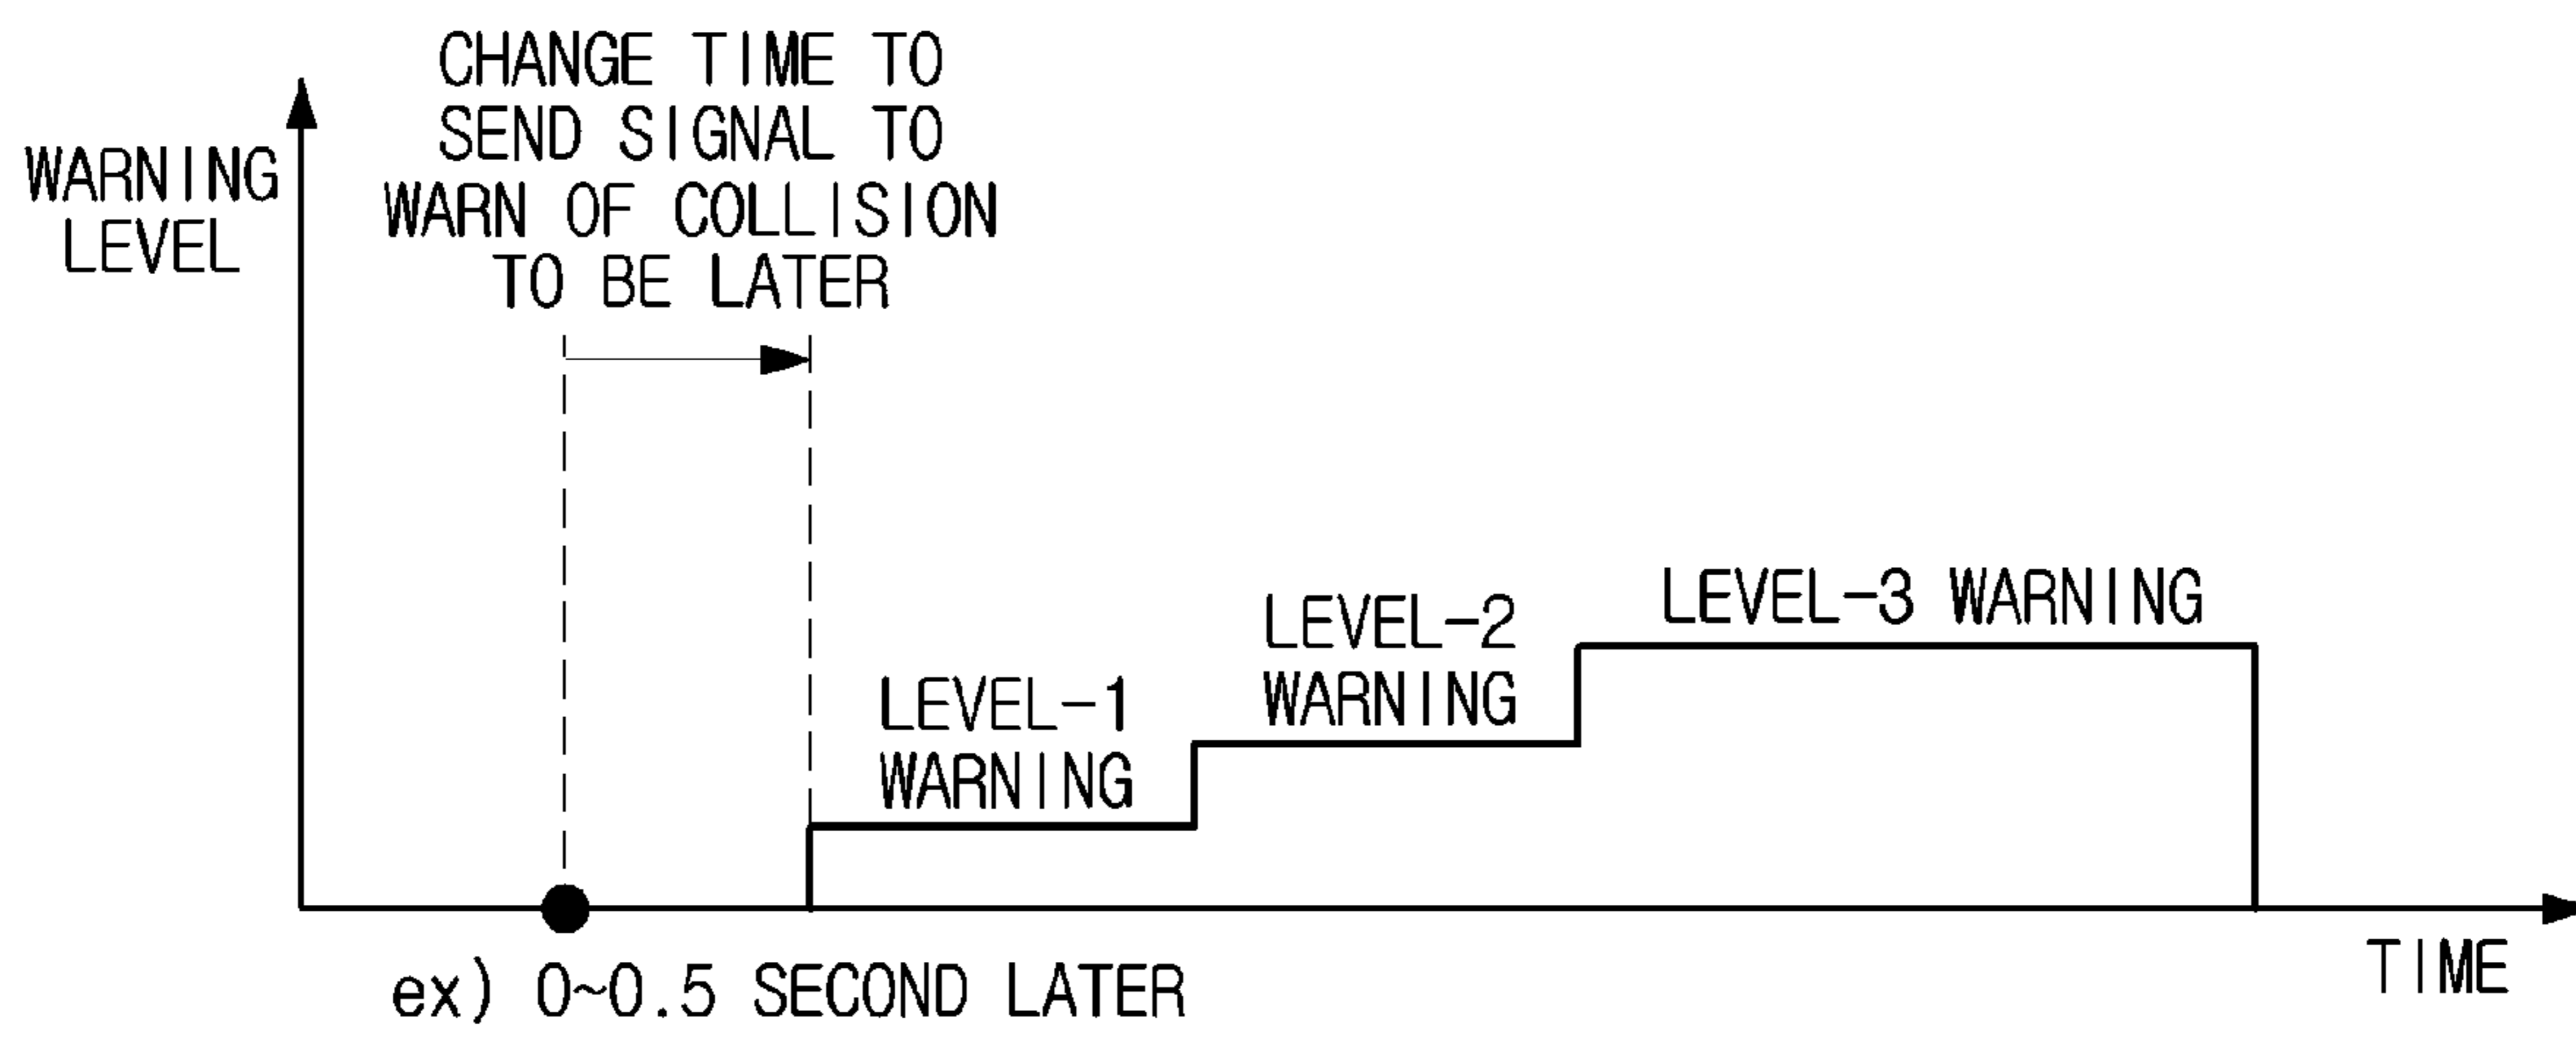 CHANGE TIME TO
SEND SIGNAL TO
WARN OF COLLISION
TO BE LATER
WARNING
LEVEL
LEVEL-1
WARNING
LEVEL-2
WARNING
LEVEL-3 WARNING
ex) 0~0.5 SECOND LATER
TIME